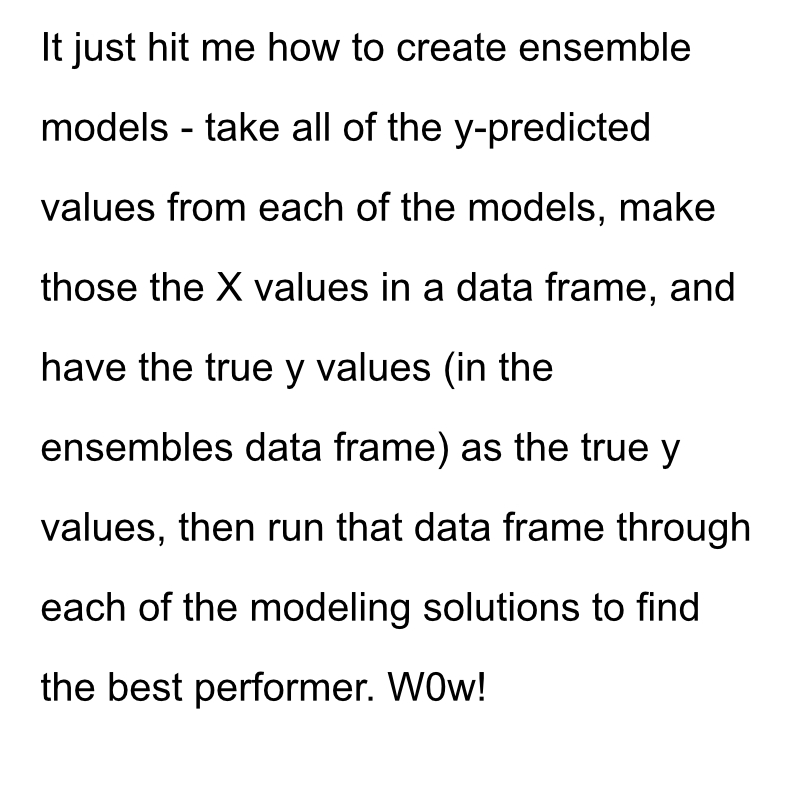 It just hit me how to create ensemble
models - take all of the y-predicted
values from each of the models, make
those the X values in a data frame, and
have the true y values (in the
ensembles data frame) as the true y
values, then run that data frame through
each of the modeling solutions to find
the best performer. W0w!